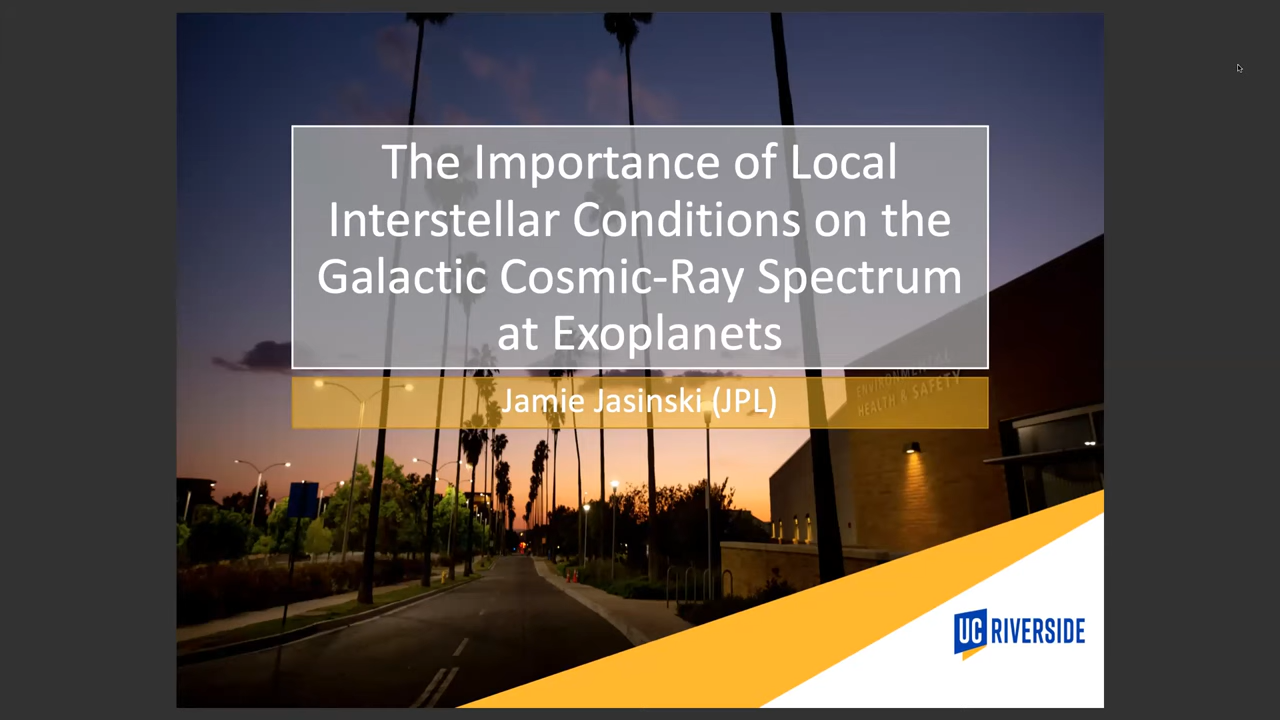 The Importance of Local
Interstellar Conditions on the
Galactic Cosmic-Ray Spectrum
at Exoplanets
Jamie Jasinski (JPL)
ENVIRONMENTAL
HEALTH & SAFETY
UC RIVERSIDE